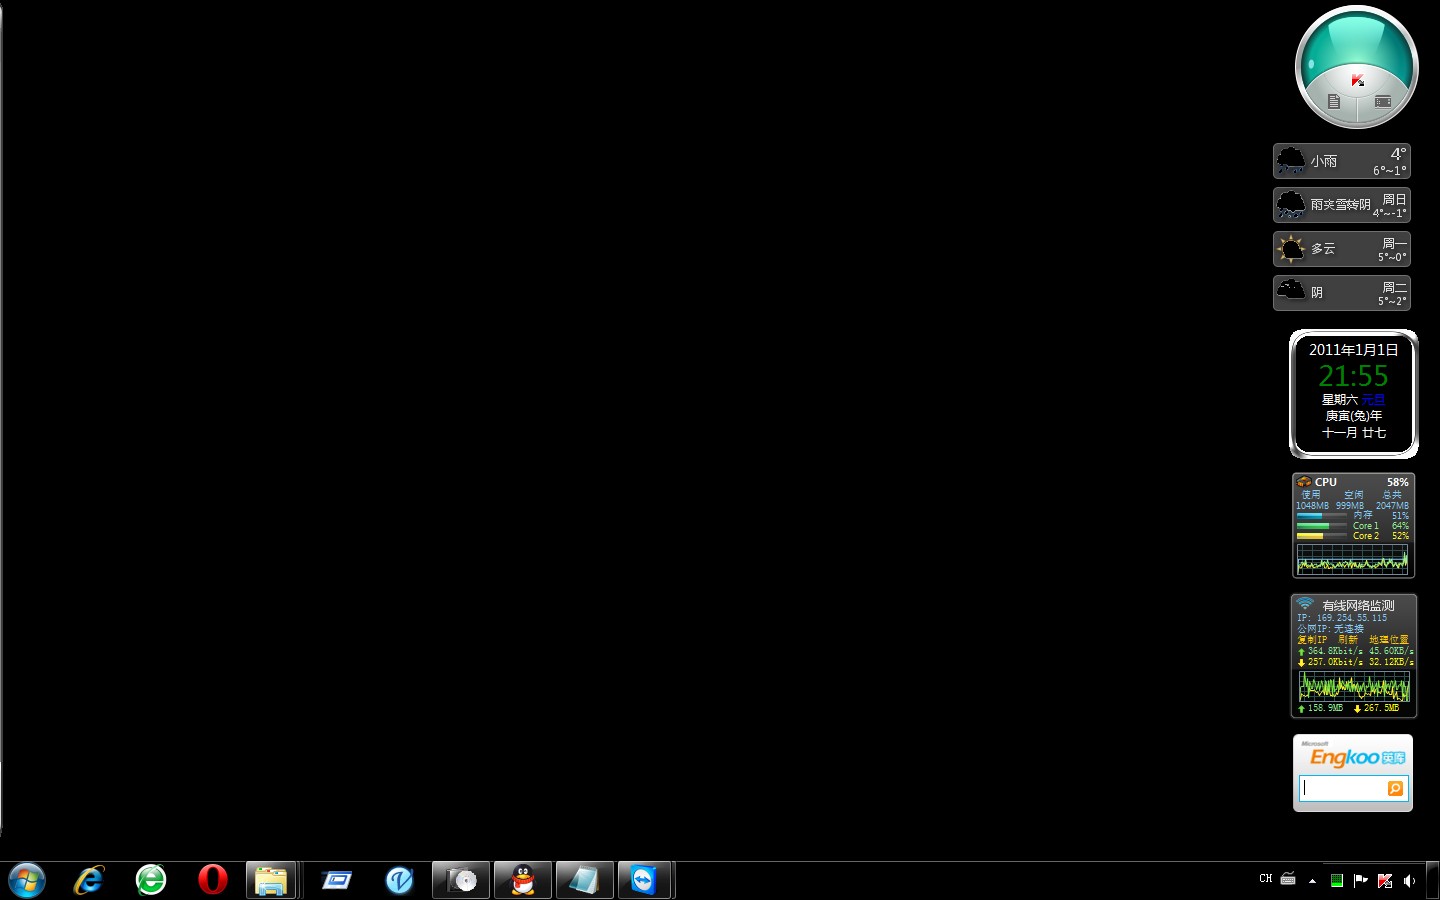 小雨 4°
6°~1°
雨夹雪转阴 周日
4°~-1°
多云 周一
5°~0°
阴 周二
5°~2°
2011年1月1日
21:55
星期六 元旦
庚寅(兔)年
十一月 廿七
CPU 58%
使用 空闲 总共
1048MB 999MB 2047MB
内存 51%
Core 1 64%
Core 2 52%
有线网络监测
IP: 169.254.55.115
公网IP: 无连接
复制IP 刷新 地理位置
364.8Kbit/s 45.60KB/s
257.0Kbit/s 32.12KB/s
158.9MB 267.5MB
Microsoft
Engkoo 英库
CH